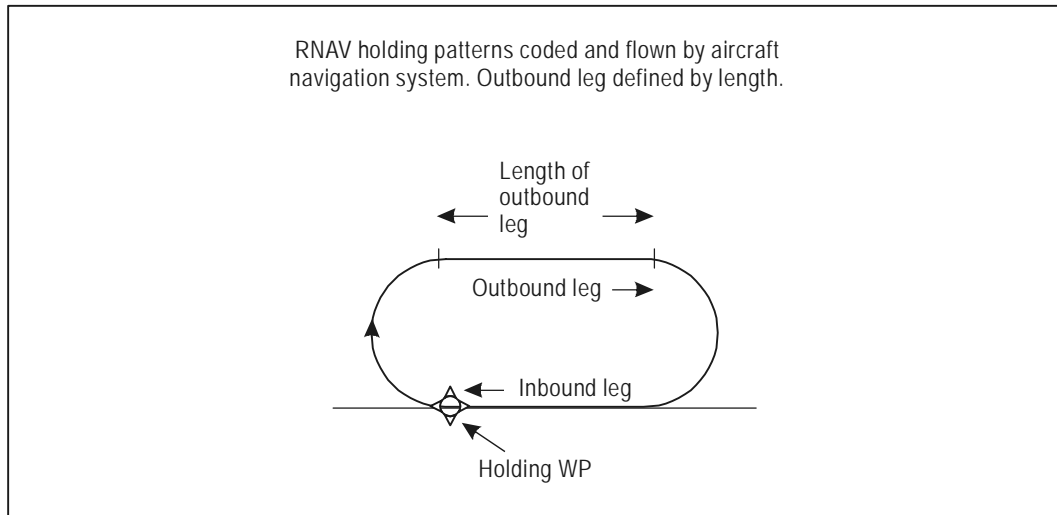 RNAV holding patterns coded and flown by aircraft
navigation system. Outbound leg defined by length.
Length of
outbound
leg
Outbound leg
Inbound leg
Holding WP